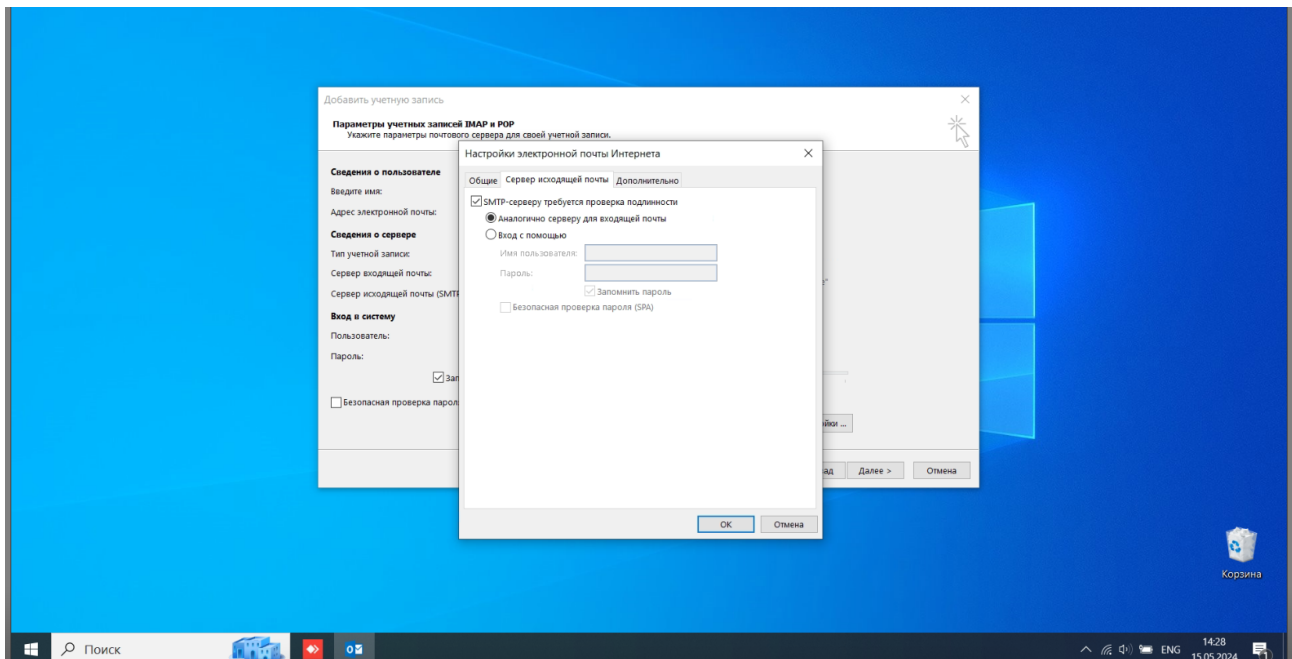 Добавить учетную запись
Параметры учетных записей IMAP и POP
Укажите параметры почтового сервера для своей учетной записи.
Настройки электронной почты Интернета
Общие Сервер исходящей почты Дополнительно
SMTP-серверу требуется проверка подлинности
Аналогично серверу для входящей почты
Вход с помощью
Имя пользователя:
Пароль:
Запомнить пароль
Безопасная проверка пароля (SPA)
OK Отмена
Сведения о пользователе
Введите имя:
Адрес электронной почты:
Сведения о сервере
Тип учетной записи:
Сервер входящей почты:
Сервер исходящей почты (SMTP
Вход в систему
Пользователь:
Пароль:
Зап
Безопасная проверка парол
йки ...
ад Далее > Отмена
Корзина
Поиск
ENG
14:28
15.05.2024